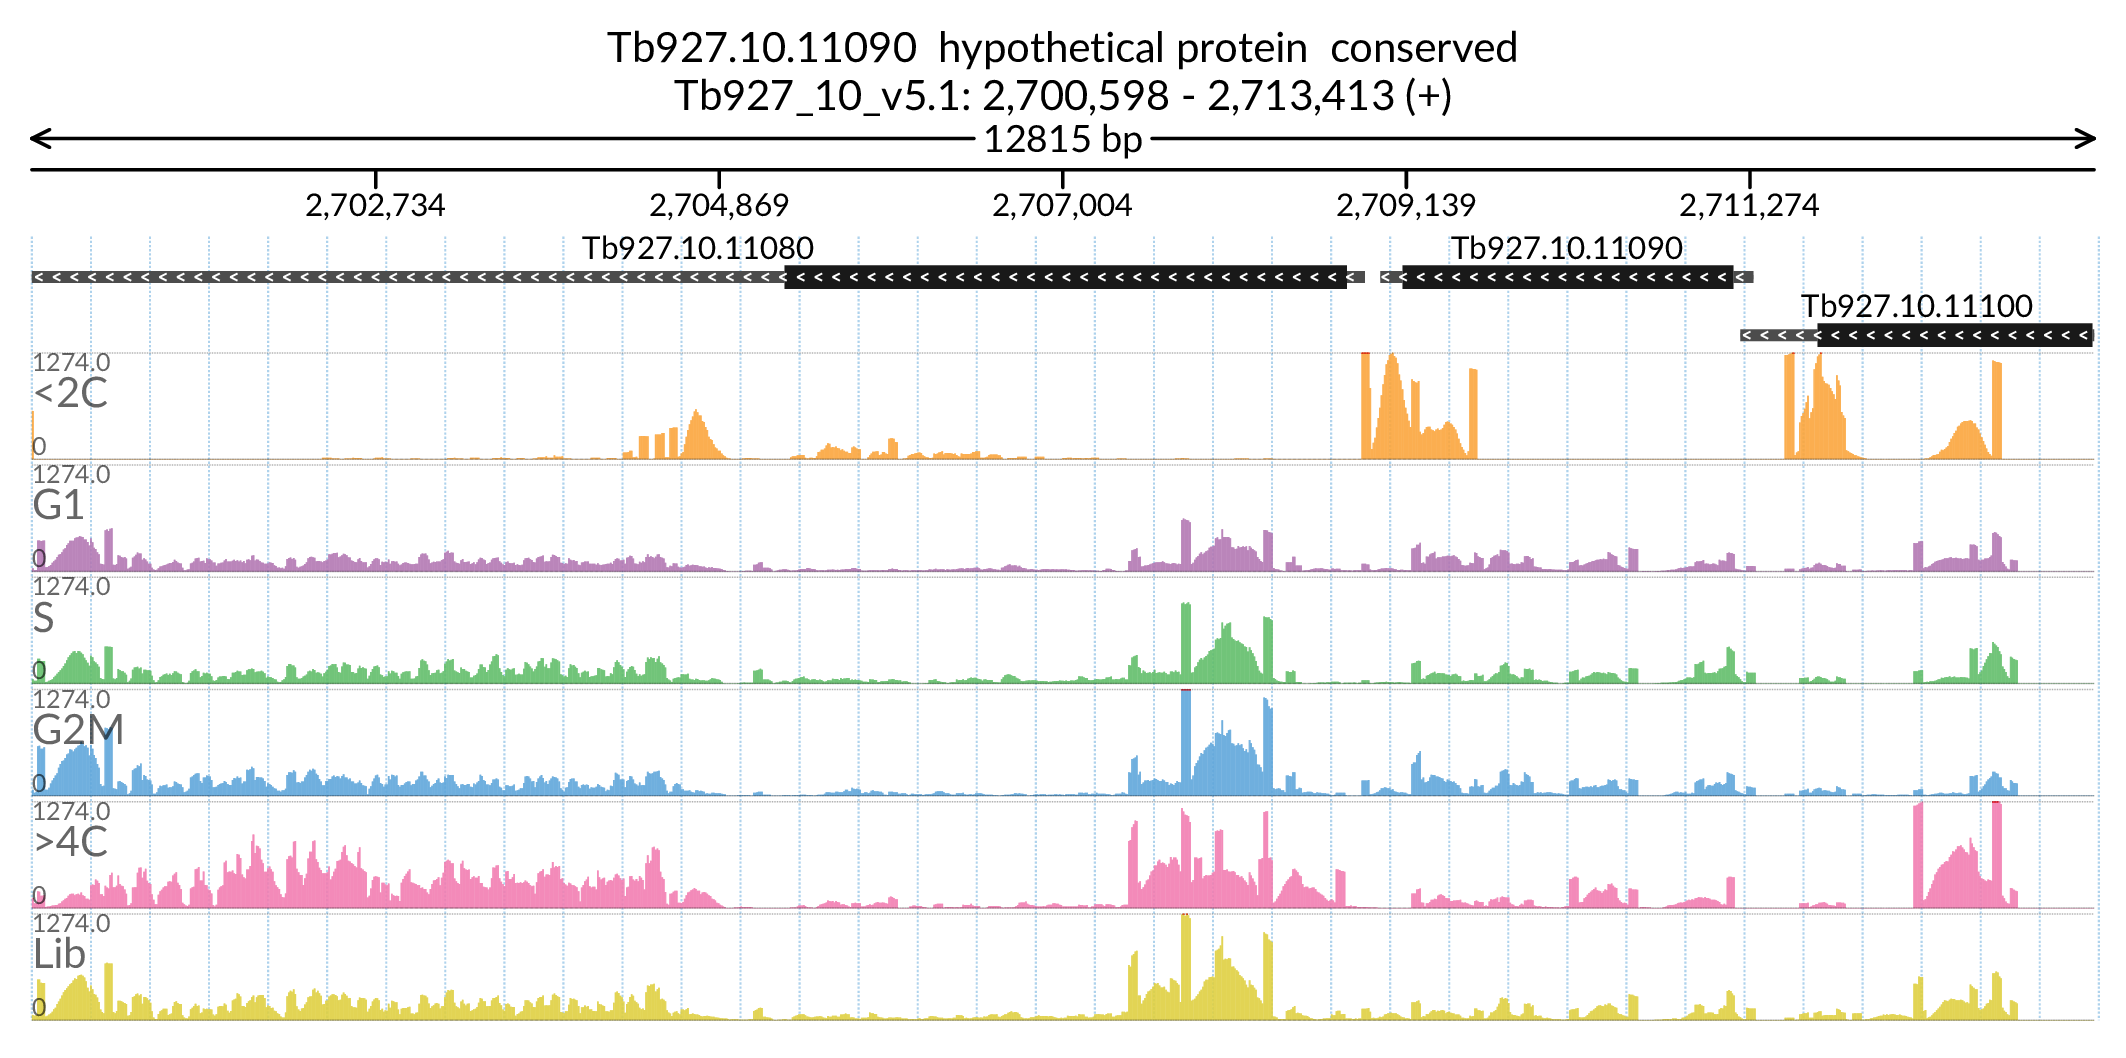 Tb927.10.11090  hypothetical protein  conserved
Tb927_10_v5.1: 2,700,598 - 2,713,413 (+)
12815 bp
2,702,734 2,704,869 2,707,004 2,709,139 2,711,274
Tb927.10.11080 Tb927.10.11090
Tb927.10.11100
1274.0
<2C
0
1274.0
G1
0
1274.0
S
0
1274.0
G2M
0
1274.0
>4C
0
1274.0
Lib
0